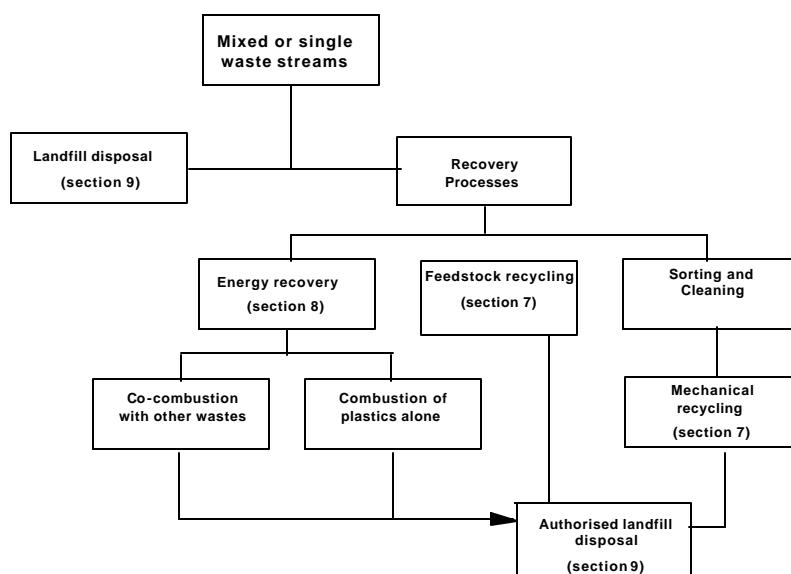 Mixed or single
waste streams
Landfill disposal
(section 9)
Recovery
Processes
Energy recovery
(section 8)
Feedstock recycling
(section 7)
Sorting and
Cleaning
Co-combustion
with other wastes
Combustion of
plastics alone
Mechanical
recycling
(section 7)
Authorised landfill
disposal
(section 9)